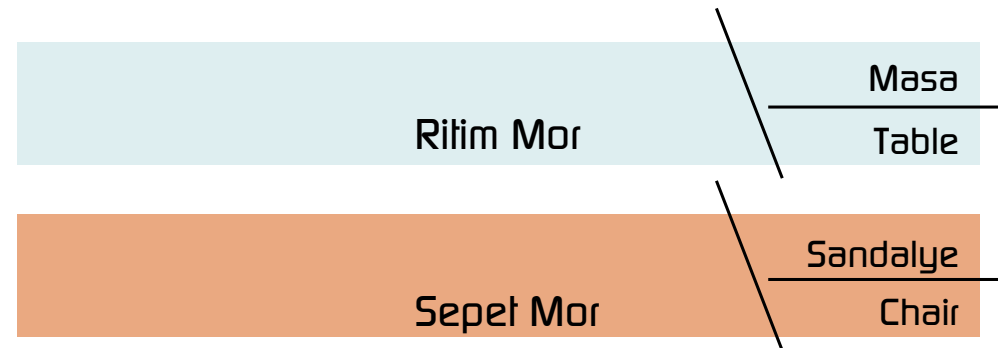 Ritim Mor
Masa
Table
Sepet Mor
Sandalye
Chair